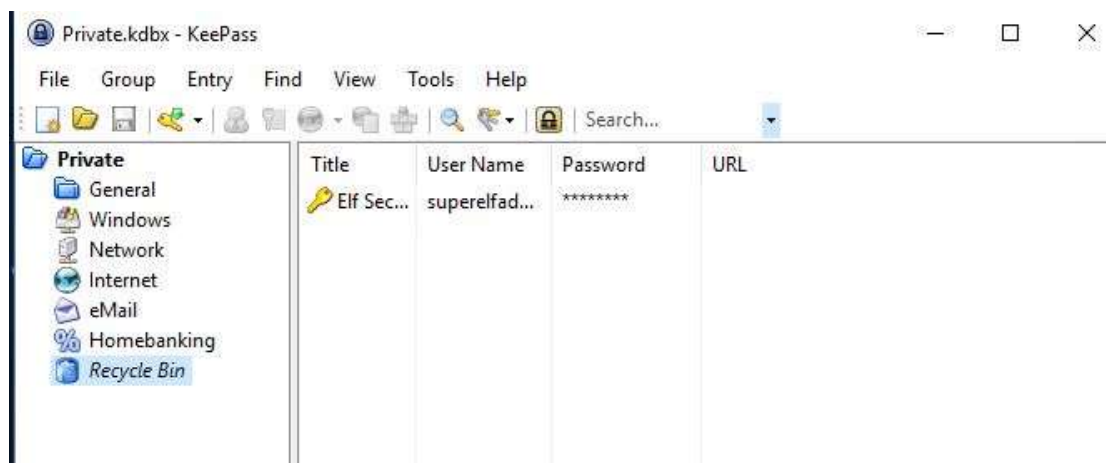 Private.kdbx - KeePass
File Group Entry Find View Tools Help
Search...
Private
General
Windows
Network
Internet
eMail
Homebanking
Recycle Bin
Title User Name Password URL
Elf Sec... superelfad... ********